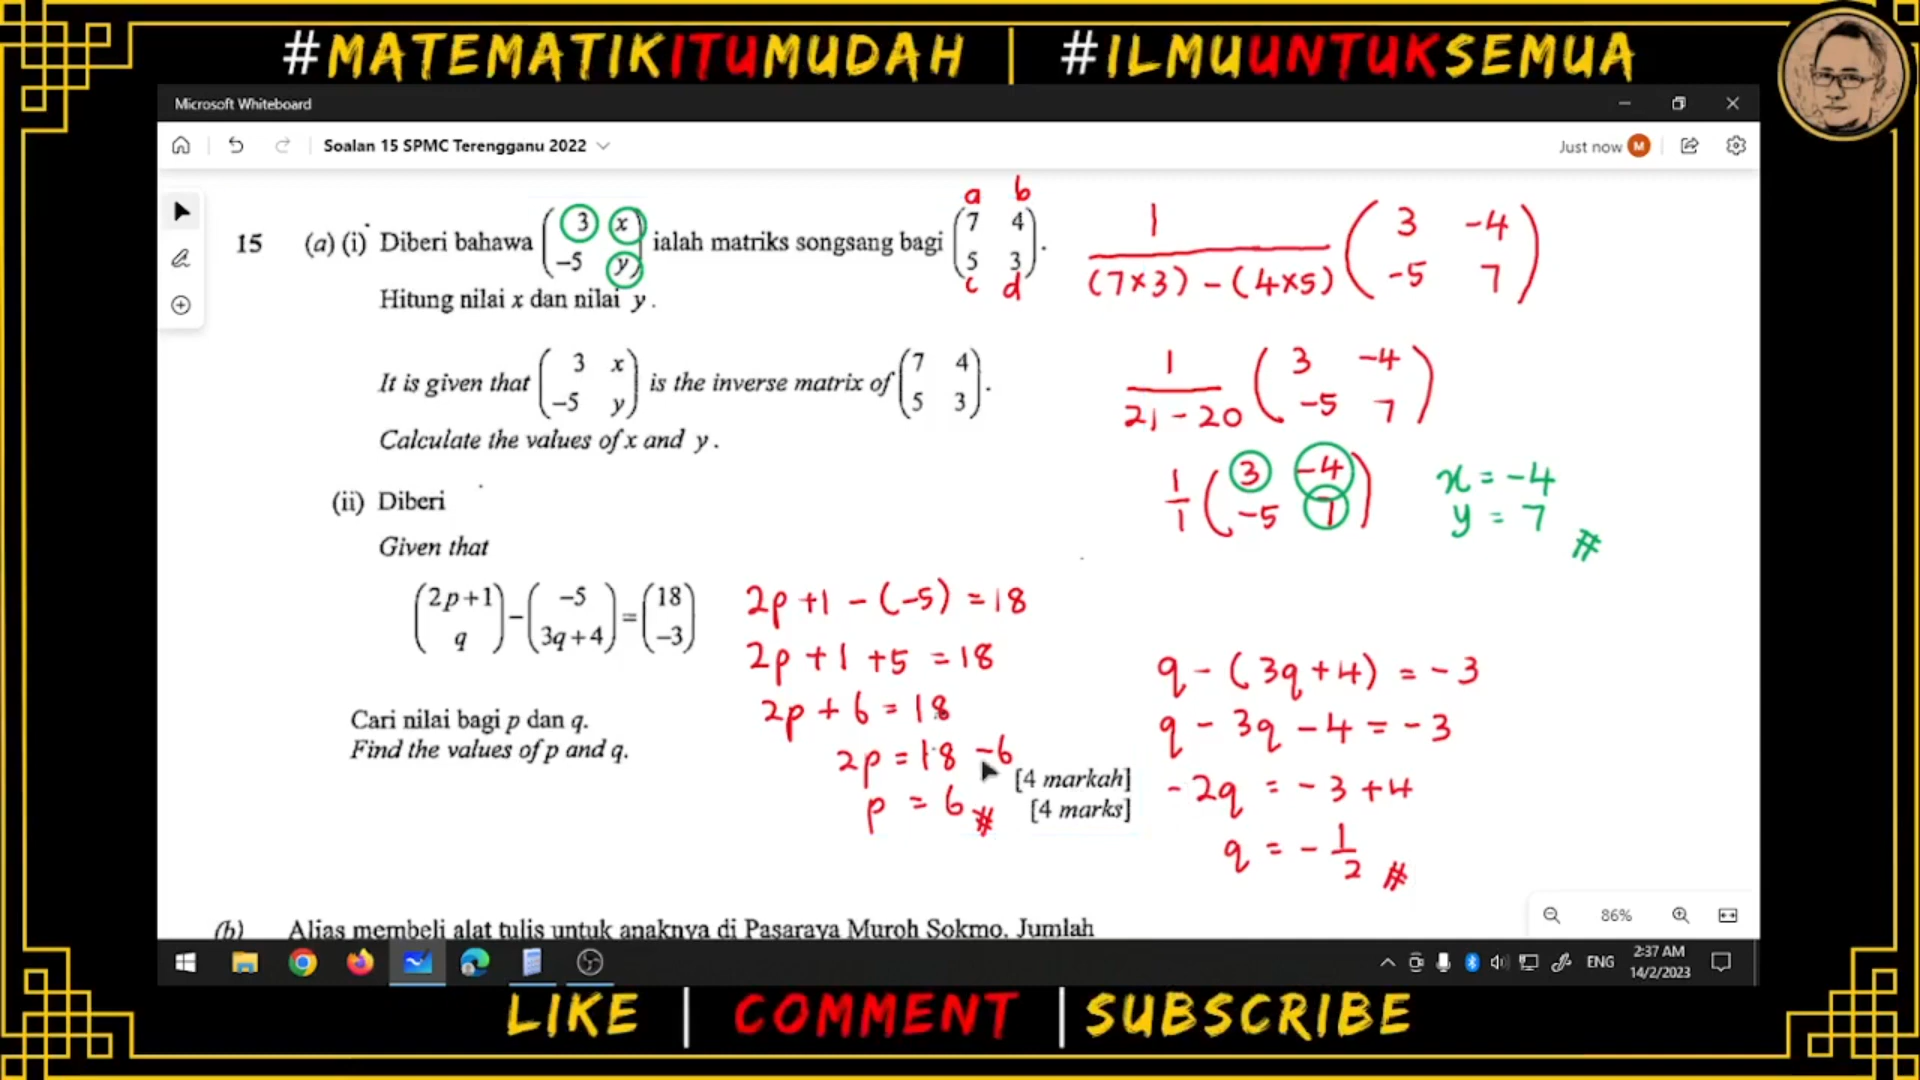 #MATEMATIKITUMUDAH | #ILMUUNTUKSEMUA
Microsoft Whiteboard
Soalan 15 SPMC Terengganu 2022
Just now M
a b
15 (a) (i) Diberi bahawa ( 3 x -5 y ) ialah matriks songsang bagi ( 7 4 5 3 ).
c d
Hitung nilai x dan nilai y .
It is given that ( 3 x -5 y ) is the inverse matrix of ( 7 4 5 3 ).
Calculate the values of x and y .
1/((7×3) - (4×5)) ( 3 -4 -5 7 )
1/(21 - 20) ( 3 -4 -5 7 )
1/1 ( 3 -4 -5 7 )
x = -4
y = 7 #
(ii) Diberi
Given that
( 2p+1 q ) - ( -5 3q+4 ) = ( 18 -3 )
Cari nilai bagi p dan q.
Find the values of p and q.
2p +1 - (-5) = 18
2p + 1 +5 = 18
2p + 6 = 18
2p = 18 -6
p = 6 #
[4 markah]
[4 marks]
q - (3q+4) = -3
q - 3q - 4 = -3
-2q = -3 +4
q = - 1/2 #
(b) Alias membeli alat tulis untuk anaknya di Pasaraya Muroh Sokmo. Jumlah
86%
ENG
2:37 AM
14/2/2023
LIKE | COMMENT | SUBSCRIBE